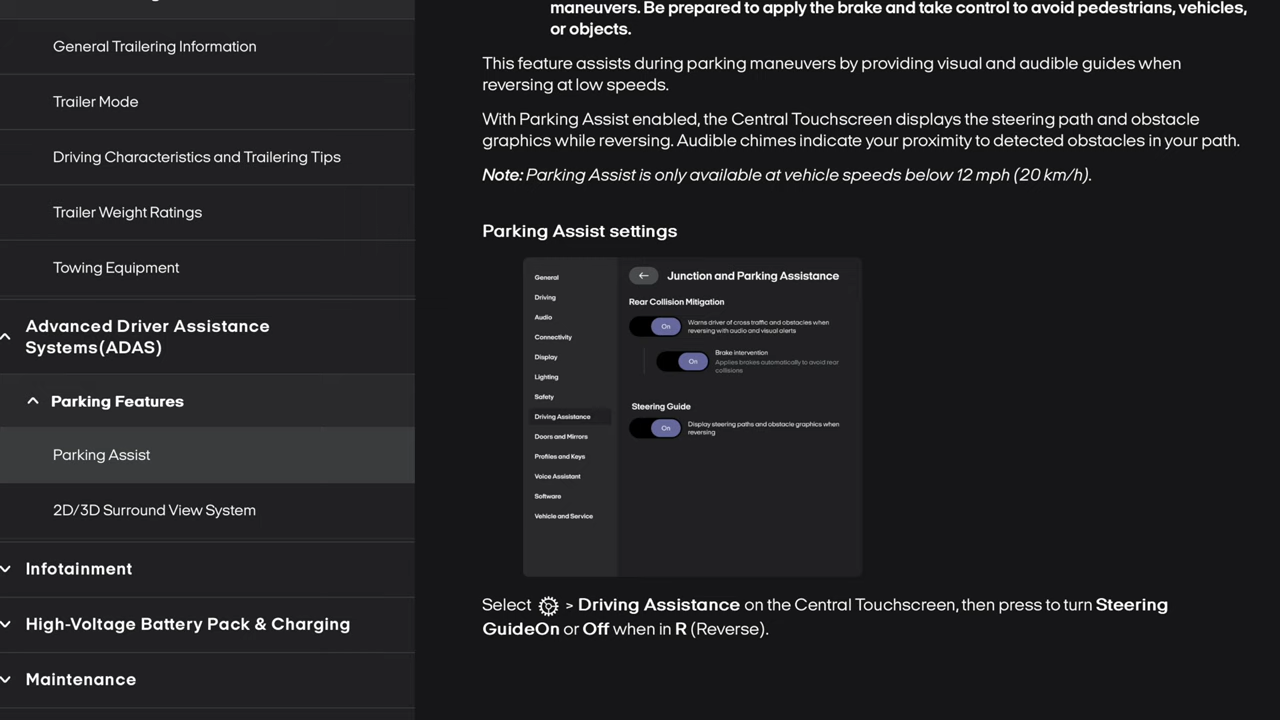 General Trailering Information
Trailer Mode
Driving Characteristics and Trailering Tips
Trailer Weight Ratings
Towing Equipment
Advanced Driver Assistance
Systems(ADAS)
Parking Features
Parking Assist
2D/3D Surround View System
Infotainment
High-Voltage Battery Pack & Charging
Maintenance
maneuvers. Be prepared to apply the brake and take control to avoid pedestrians, vehicles,
or objects.
This feature assists during parking maneuvers by providing visual and audible guides when
reversing at low speeds.
With Parking Assist enabled, the Central Touchscreen displays the steering path and obstacle
graphics while reversing. Audible chimes indicate your proximity to detected obstacles in your path.
Note: Parking Assist is only available at vehicle speeds below 12 mph (20 km/h).
Parking Assist settings
General
Driving
Audio
Connectivity
Display
Lighting
Safety
Driving Assistance
Doors and Mirrors
Profiles and Keys
Voice Assistant
Software
Vehicle and Service
Junction and Parking Assistance
Rear Collision Mitigation
On
Warns driver of cross traffic and obstacles when
reversing with audio and visual alerts
On
Brake intervention
Applies brakes automatically to avoid rear
collisions
Steering Guide
On
Display steering paths and obstacle graphics when
reversing
Select > Driving Assistance on the Central Touchscreen, then press to turn Steering
GuideOn or Off when in R (Reverse).